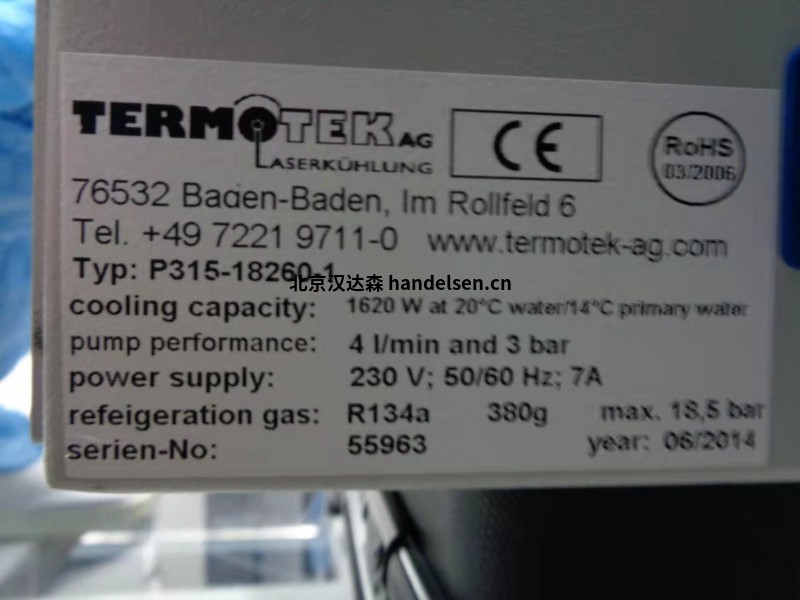 TERMOTEK AG
LASERKÜHLUNG
CE
RoHS
03/2006
76532 Baden-Baden, Im Rollfeld 6
Tel. +49 7221 9711-0 www.termotek-ag.com
Typ: P315-18260-1
北京汉达森 handelsen.cn
cooling capacity: 1620 W at 20°C water/14°C primary water
pump performance: 4 l/min and 3 bar
power supply: 230 V; 50/60 Hz; 7A
refeigeration gas: R134a 380g max. 18,5 bar
serien-No: 55963 year: 06/2014